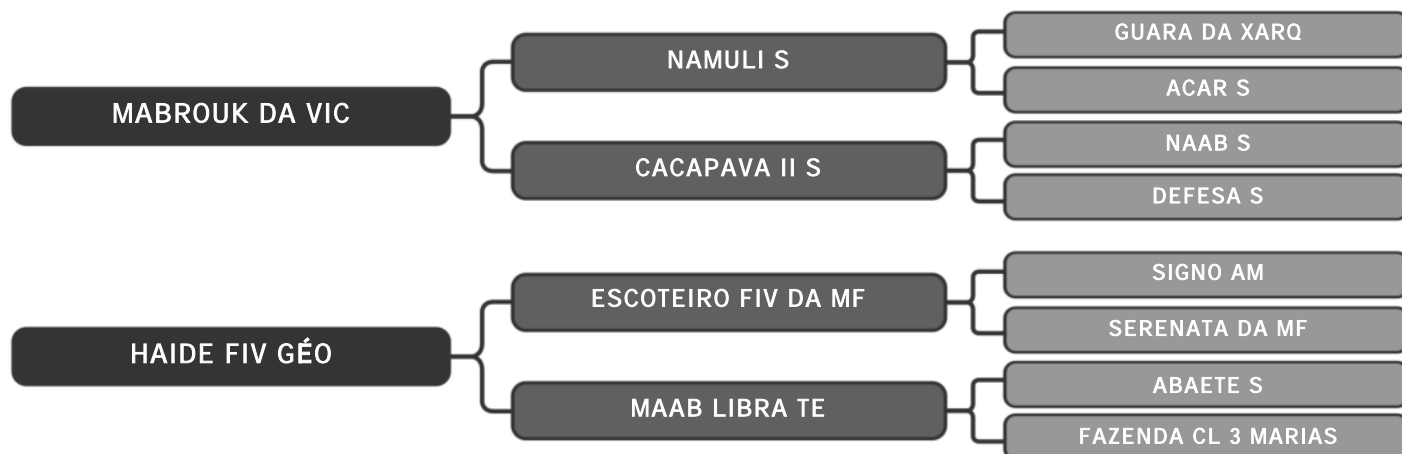 MABROUK DA VIC
NAMULI S
GUARA DA XARQ
ACAR S
CACAPAVA II S
NAAB S
DEFESA S
HAIDE FIV GÉO
ESCOTEIRO FIV DA MF
SIGNO AM
SERENATA DA MF
MAAB LIBRA TE
ABAETE S
FAZENDA CL 3 MARIAS